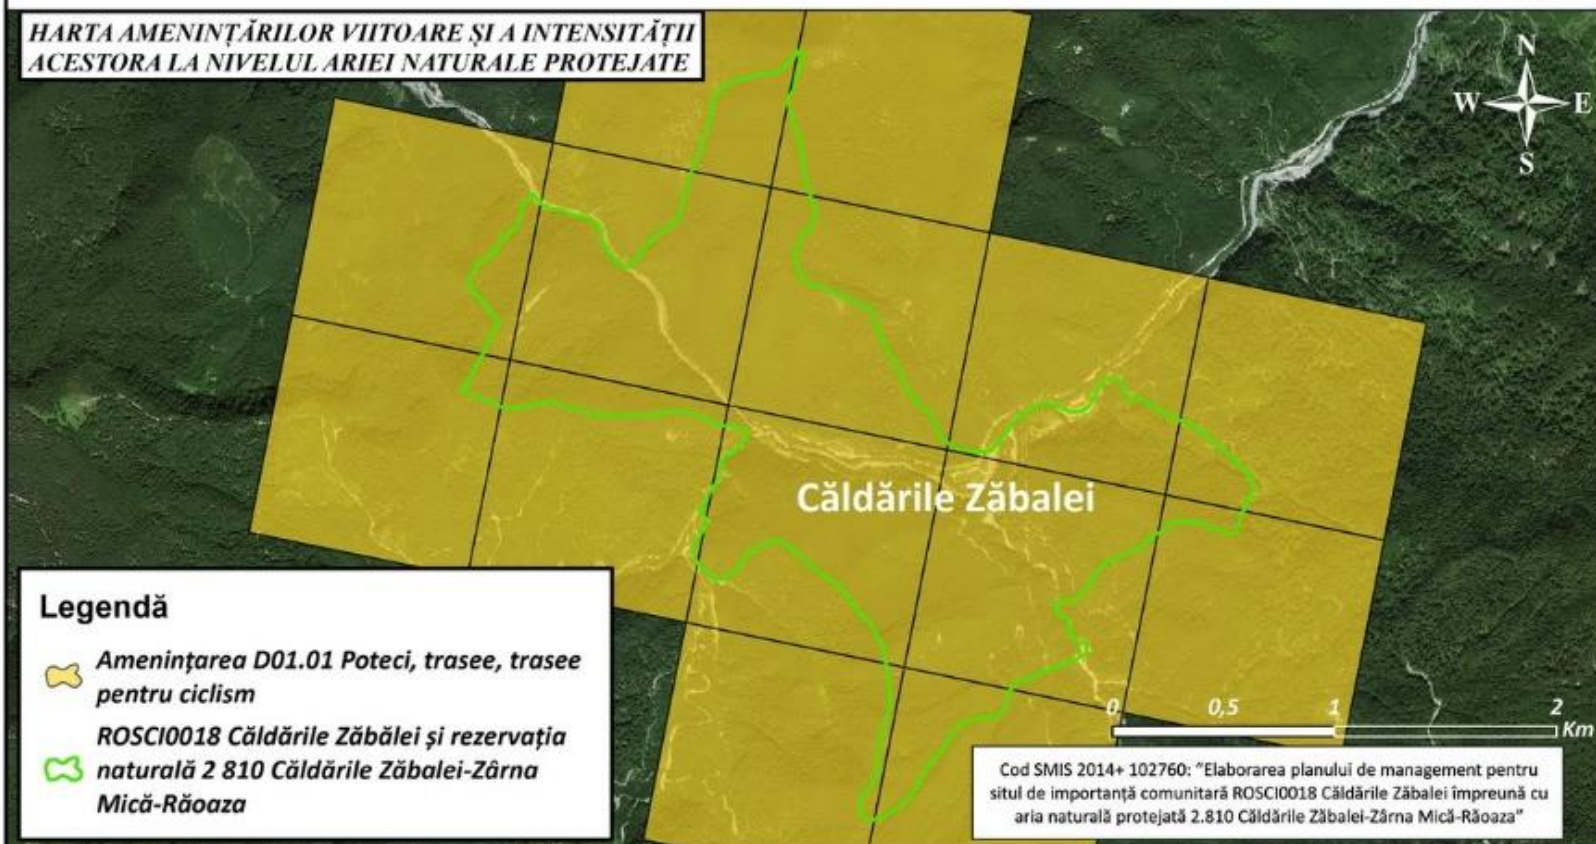 HARTA AMENINȚĂRILOR VIITOARE ȘI A INTENSITĂȚII
ACESTORA LA NIVELUL ARIEI NATURALE PROTEJATE
N
W E
S
Căldările Zăbalei
Legendă
Amenințarea D01.01 Poteci, trasee, trasee
pentru ciclism
ROSCI0018 Căldările Zăbălei și rezervația
naturală 2 810 Căldările Zăbalei-Zârna
Mică-Răoaza
0 0,5 1 2
Km
Cod SMIS 2014+ 102760: "Elaborarea planului de management pentru
situl de importanță comunitară ROSCI0018 Căldările Zăbalei împreună cu
aria naturală protejată 2.810 Căldările Zăbalei-Zârna Mică-Răoaza"